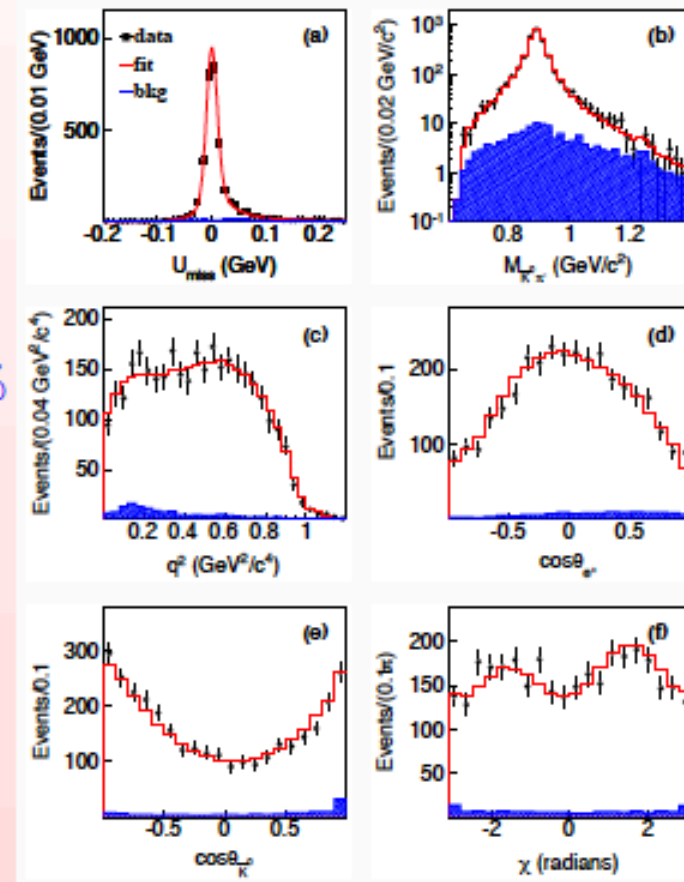 (a)
data
fit
bkg
Events/(0.01 GeV)
1000
500
-0.2 -0.1 0 0.1 0.2
U_miss (GeV)
(b)
Events/(0.02 GeV/c²)
10³
10²
10
1
10⁻¹
0.8 1 1.2
(GeV/c²)
(c)
Events/(0.04 GeV²/c⁴)
200
150
100
50
0.2 0.4 0.6 0.8 1
q² (GeV²/c⁴)
(d)
Events/0.1
200
100
-0.5 0 0.5
cosθ
(e)
Events/0.1
300
200
100
-0.5 0 0.5
cosθ
(f)
Events/(0.1π)
200
150
100
50
-2 0 2
χ (radians)